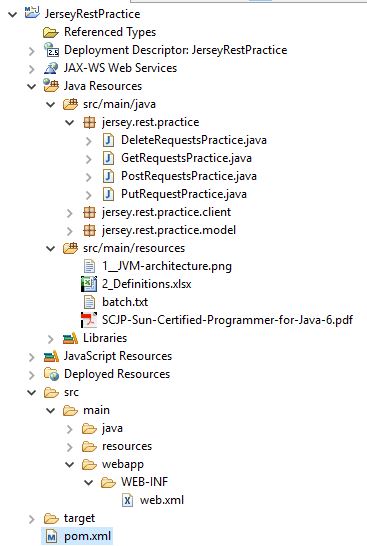 JerseyRestPractice
Referenced Types
Deployment Descriptor: JerseyRestPractice
JAX-WS Web Services
Java Resources
src/main/java
jersey.rest.practice
DeleteRequestsPractice.java
GetRequestsPractice.java
PostRequestsPractice.java
PutRequestPractice.java
jersey.rest.practice.client
jersey.rest.practice.model
src/main/resources
1__JVM-architecture.png
2_Definitions.xlsx
batch.txt
SCJP-Sun-Certified-Programmer-for-Java-6.pdf
Libraries
JavaScript Resources
Deployed Resources
src
main
java
resources
webapp
WEB-INF
web.xml
target
pom.xml